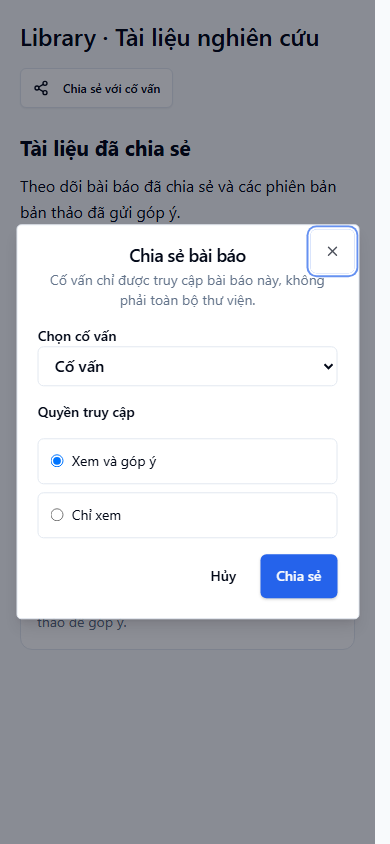 Library · Tài liệu nghiên cứu
Chia sẻ với cố vấn
Tài liệu đã chia sẻ
Theo dõi bài báo đã chia sẻ và các phiên bản
bản thảo đã gửi góp ý.
Chia sẻ bài báo
Cố vấn chỉ được truy cập bài báo này, không
phải toàn bộ thư viện.
Chọn cố vấn
Cố vấn
Quyền truy cập
Xem và góp ý
Chỉ xem
Hủy
Chia sẻ
thảo để góp ý.